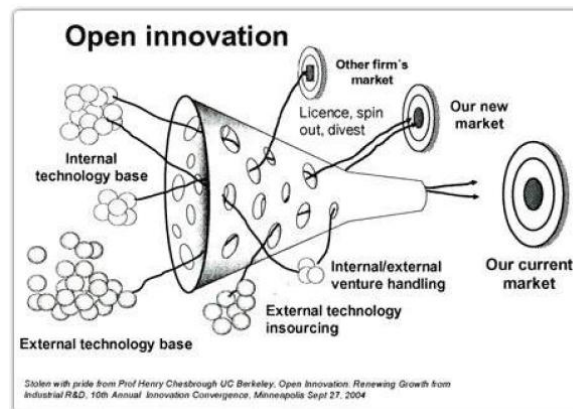 Open innovation
Other firm´s
market
Licence, spin
out, divest
Our new
market
Internal
technology base
Internal/external
venture handling
Our current
market
External technology
insourcing
External technology base
Stolen with pride from Prof Henry Chesbrough UC Berkeley, Open Innovation: Renewing Growth from
Industrial R&D, 10th Annual Innovation Convergence, Minneapolis Sept 27, 2004